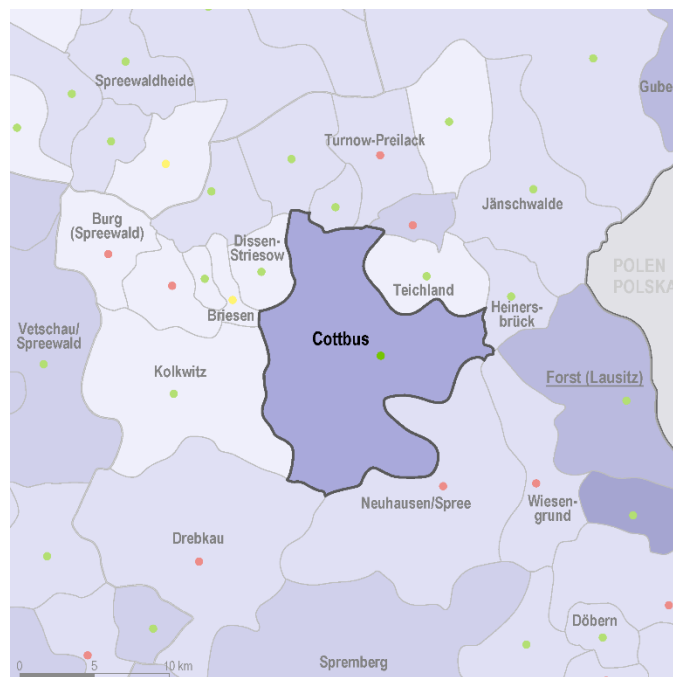 Spreewaldheide
Gube
Turnow-Preilack
Jänschwalde
Burg
(Spreewald)
Dissen-
Striesow
POLEN
POLSKA
Teichland
Heiners-
brück
Briesen
Vetschau/
Spreewald
Cottbus
Kolkwitz
Forst (Lausitz)
Neuhausen/Spree
Wiesen-
grund
Drebkau
Döbern
Spremberg
0 5 10 km